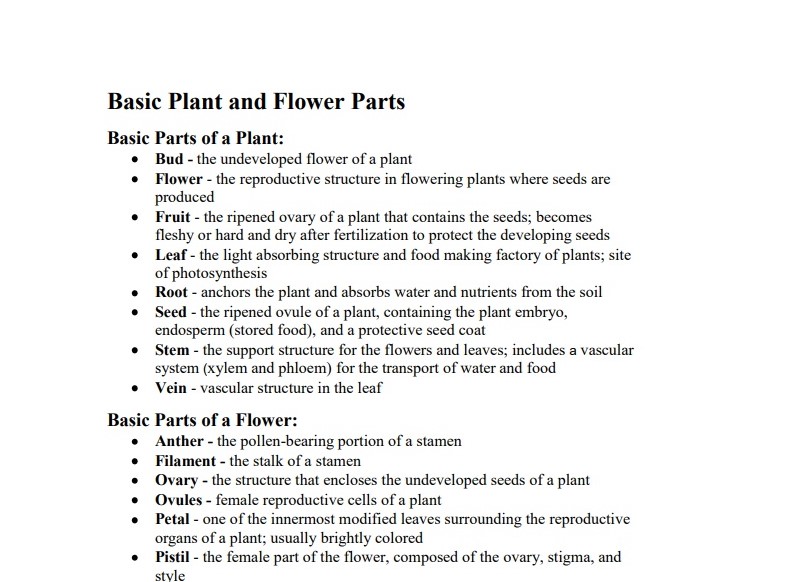 Basic Plant and Flower Parts
Basic Parts of a Plant:
• Bud - the undeveloped flower of a plant
• Flower - the reproductive structure in flowering plants where seeds are
produced
• Fruit - the ripened ovary of a plant that contains the seeds; becomes
fleshy or hard and dry after fertilization to protect the developing seeds
• Leaf - the light absorbing structure and food making factory of plants; site
of photosynthesis
• Root - anchors the plant and absorbs water and nutrients from the soil
• Seed - the ripened ovule of a plant, containing the plant embryo,
endosperm (stored food), and a protective seed coat
• Stem - the support structure for the flowers and leaves; includes a vascular
system (xylem and phloem) for the transport of water and food
• Vein - vascular structure in the leaf
Basic Parts of a Flower:
• Anther - the pollen-bearing portion of a stamen
• Filament - the stalk of a stamen
• Ovary - the structure that encloses the undeveloped seeds of a plant
• Ovules - female reproductive cells of a plant
• Petal - one of the innermost modified leaves surrounding the reproductive
organs of a plant; usually brightly colored
• Pistil - the female part of the flower, composed of the ovary, stigma, and
style